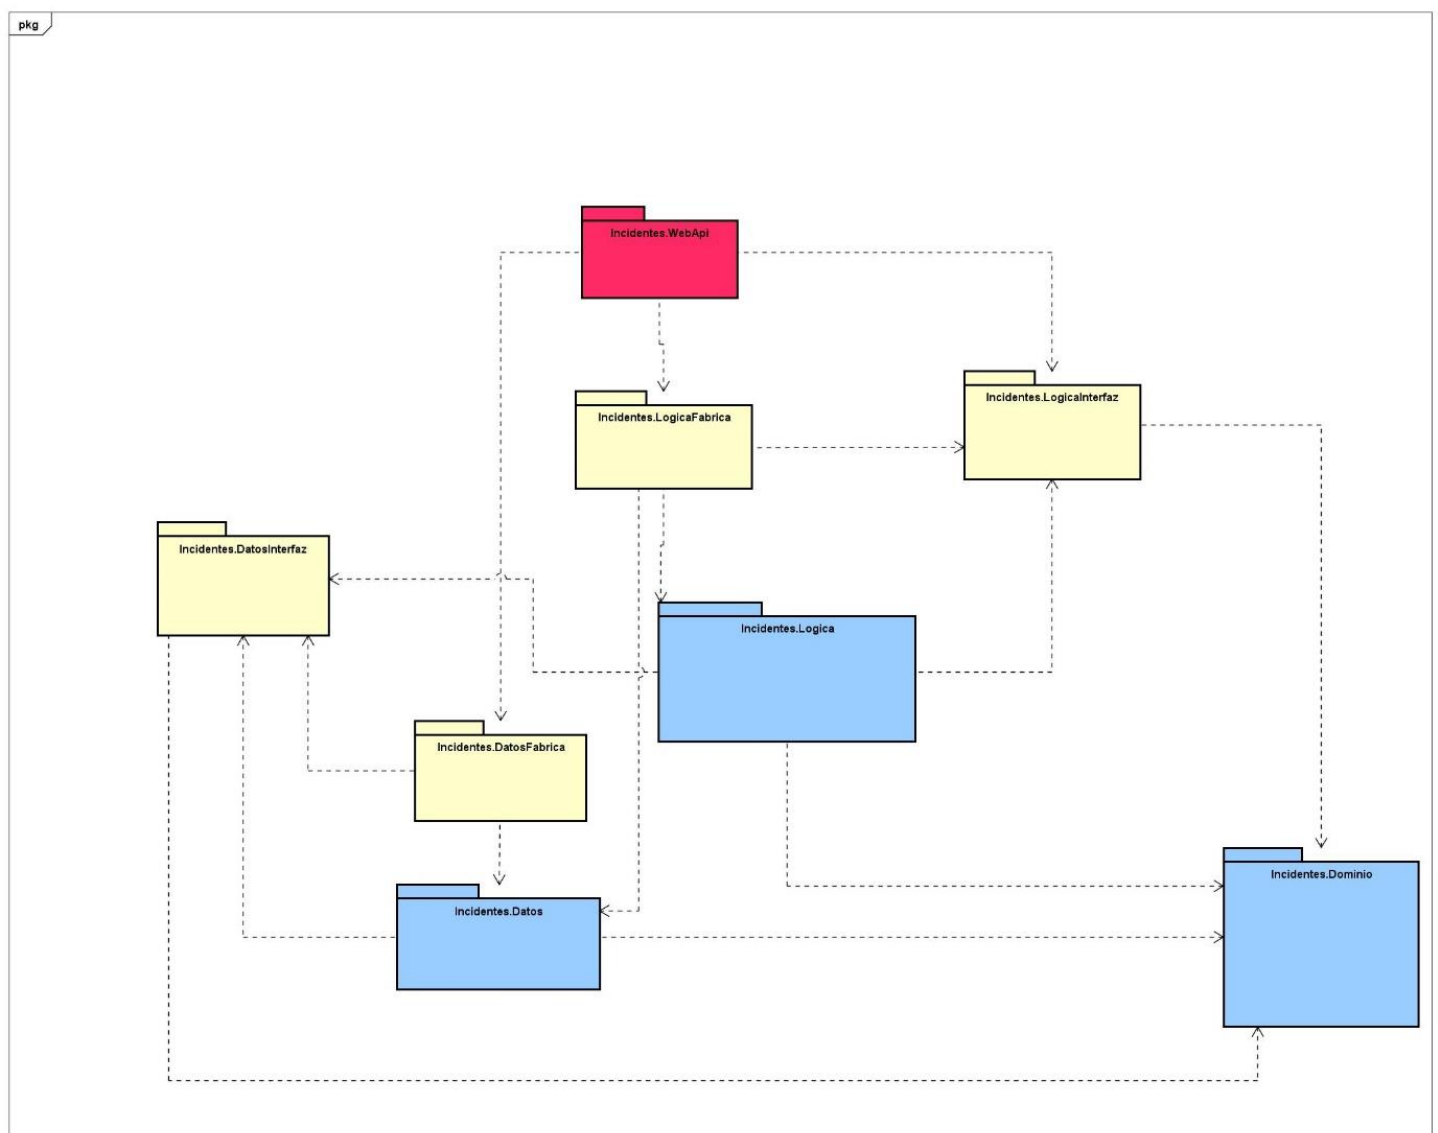 pkg
Incidentes.WebApi
Incidentes.LogicaInterfaz
Incidentes.LogicaFabrica
Incidentes.DatosInterfaz
Incidentes.Logica
Incidentes.DatosFabrica
Incidentes.Dominio
Incidentes.Datos